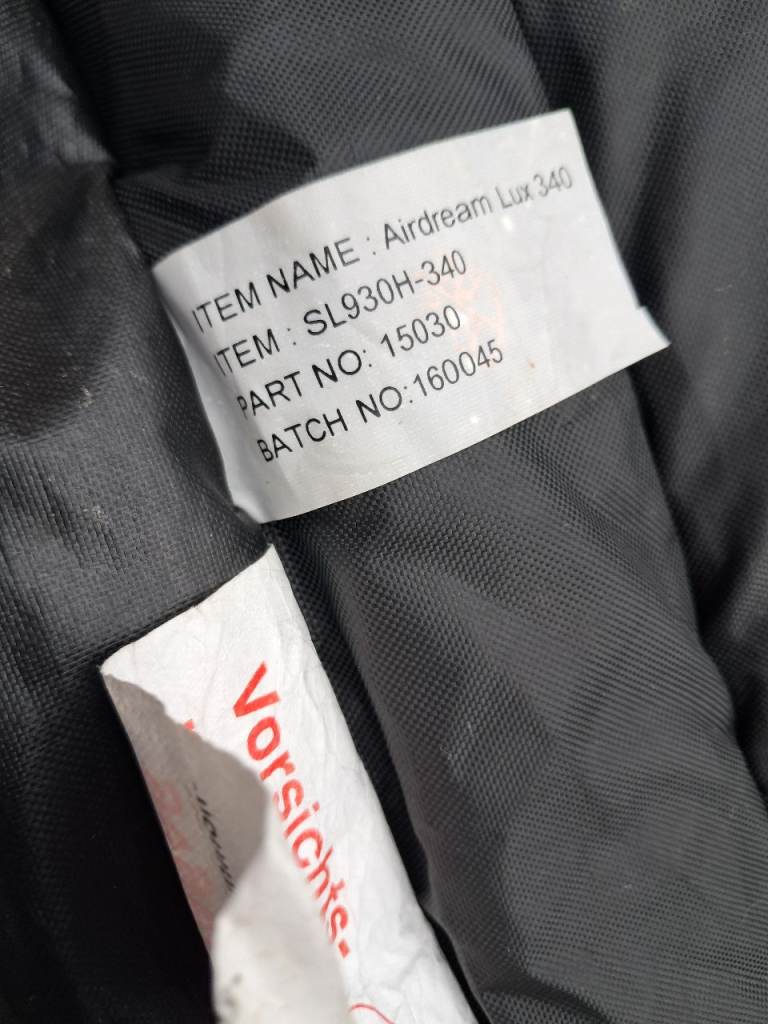 ITEM NAME : Airdream Lux 340
ITEM : SL930H-340
PART NO: 15030
BATCH NO:160045
Vorsichts-